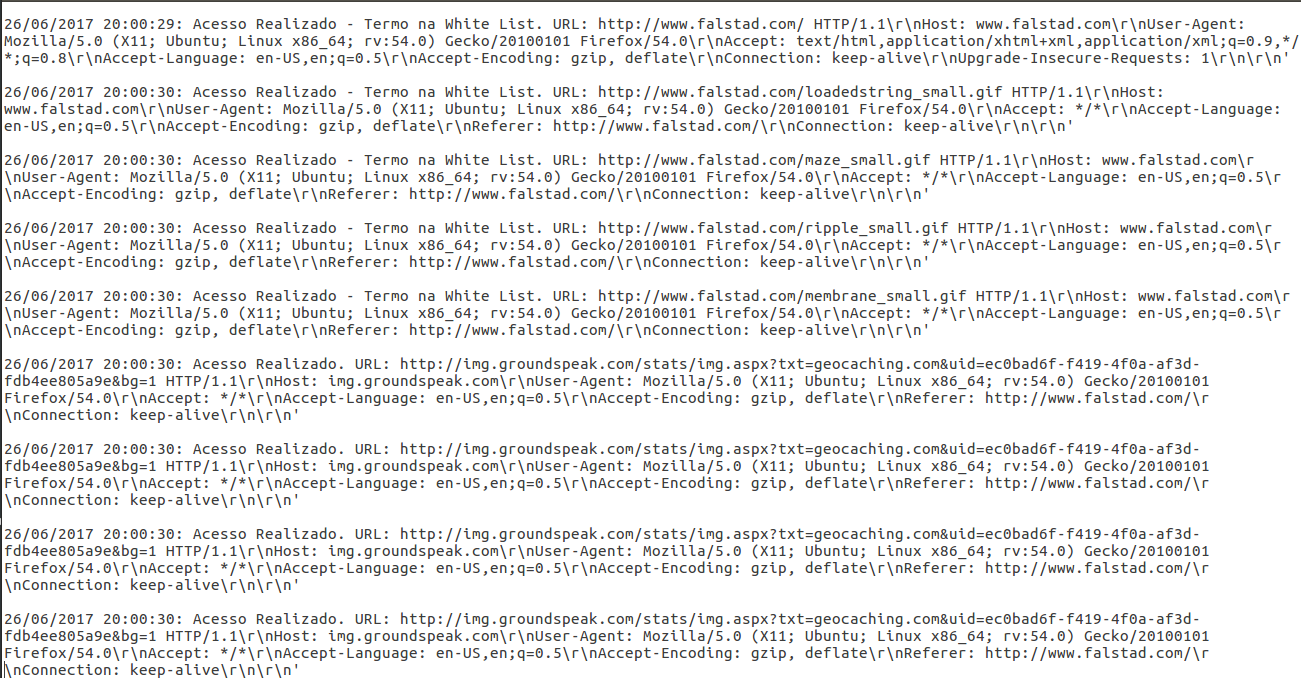 26/06/2017 20:00:29: Acesso Realizado - Termo na White List. URL: http://www.falstad.com/ HTTP/1.1\r\nHost: www.falstad.com\r\nUser-Agent:
Mozilla/5.0 (X11; Ubuntu; Linux x86_64; rv:54.0) Gecko/20100101 Firefox/54.0\r\nAccept: text/html,application/xhtml+xml,application/xml;q=0.9,*/
*;q=0.8\r\nAccept-Language: en-US,en;q=0.5\r\nAccept-Encoding: gzip, deflate\r\nConnection: keep-alive\r\nUpgrade-Insecure-Requests: 1\r\n\r\n'
26/06/2017 20:00:30: Acesso Realizado - Termo na White List. URL: http://www.falstad.com/loadedstring_small.gif HTTP/1.1\r\nHost:
www.falstad.com\r\nUser-Agent: Mozilla/5.0 (X11; Ubuntu; Linux x86_64; rv:54.0) Gecko/20100101 Firefox/54.0\r\nAccept: */*\r\nAccept-Language:
en-US,en;q=0.5\r\nAccept-Encoding: gzip, deflate\r\nReferer: http://www.falstad.com/\r\nConnection: keep-alive\r\n\r\n'
26/06/2017 20:00:30: Acesso Realizado - Termo na White List. URL: http://www.falstad.com/maze_small.gif HTTP/1.1\r\nHost: www.falstad.com\r
\nUser-Agent: Mozilla/5.0 (X11; Ubuntu; Linux x86_64; rv:54.0) Gecko/20100101 Firefox/54.0\r\nAccept: */*\r\nAccept-Language: en-US,en;q=0.5\r
\nAccept-Encoding: gzip, deflate\r\nReferer: http://www.falstad.com/\r\nConnection: keep-alive\r\n\r\n'
26/06/2017 20:00:30: Acesso Realizado - Termo na White List. URL: http://www.falstad.com/ripple_small.gif HTTP/1.1\r\nHost: www.falstad.com\r
\nUser-Agent: Mozilla/5.0 (X11; Ubuntu; Linux x86_64; rv:54.0) Gecko/20100101 Firefox/54.0\r\nAccept: */*\r\nAccept-Language: en-US,en;q=0.5\r
\nAccept-Encoding: gzip, deflate\r\nReferer: http://www.falstad.com/\r\nConnection: keep-alive\r\n\r\n'
26/06/2017 20:00:30: Acesso Realizado - Termo na White List. URL: http://www.falstad.com/membrane_small.gif HTTP/1.1\r\nHost: www.falstad.com\r
\nUser-Agent: Mozilla/5.0 (X11; Ubuntu; Linux x86_64; rv:54.0) Gecko/20100101 Firefox/54.0\r\nAccept: */*\r\nAccept-Language: en-US,en;q=0.5\r
\nAccept-Encoding: gzip, deflate\r\nReferer: http://www.falstad.com/\r\nConnection: keep-alive\r\n\r\n'
26/06/2017 20:00:30: Acesso Realizado. URL: http://img.groundspeak.com/stats/img.aspx?txt=geocaching.com&uid=ec0bad6f-f419-4f0a-af3d-
fdb4ee805a9e&bg=1 HTTP/1.1\r\nHost: img.groundspeak.com\r\nUser-Agent: Mozilla/5.0 (X11; Ubuntu; Linux x86_64; rv:54.0) Gecko/20100101
Firefox/54.0\r\nAccept: */*\r\nAccept-Language: en-US,en;q=0.5\r\nAccept-Encoding: gzip, deflate\r\nReferer: http://www.falstad.com/\r
\nConnection: keep-alive\r\n\r\n'
26/06/2017 20:00:30: Acesso Realizado. URL: http://img.groundspeak.com/stats/img.aspx?txt=geocaching.com&uid=ec0bad6f-f419-4f0a-af3d-
fdb4ee805a9e&bg=1 HTTP/1.1\r\nHost: img.groundspeak.com\r\nUser-Agent: Mozilla/5.0 (X11; Ubuntu; Linux x86_64; rv:54.0) Gecko/20100101
Firefox/54.0\r\nAccept: */*\r\nAccept-Language: en-US,en;q=0.5\r\nAccept-Encoding: gzip, deflate\r\nReferer: http://www.falstad.com/\r
\nConnection: keep-alive\r\n\r\n'
26/06/2017 20:00:30: Acesso Realizado. URL: http://img.groundspeak.com/stats/img.aspx?txt=geocaching.com&uid=ec0bad6f-f419-4f0a-af3d-
fdb4ee805a9e&bg=1 HTTP/1.1\r\nHost: img.groundspeak.com\r\nUser-Agent: Mozilla/5.0 (X11; Ubuntu; Linux x86_64; rv:54.0) Gecko/20100101
Firefox/54.0\r\nAccept: */*\r\nAccept-Language: en-US,en;q=0.5\r\nAccept-Encoding: gzip, deflate\r\nReferer: http://www.falstad.com/\r
\nConnection: keep-alive\r\n\r\n'
26/06/2017 20:00:30: Acesso Realizado. URL: http://img.groundspeak.com/stats/img.aspx?txt=geocaching.com&uid=ec0bad6f-f419-4f0a-af3d-
fdb4ee805a9e&bg=1 HTTP/1.1\r\nHost: img.groundspeak.com\r\nUser-Agent: Mozilla/5.0 (X11; Ubuntu; Linux x86_64; rv:54.0) Gecko/20100101
Firefox/54.0\r\nAccept: */*\r\nAccept-Language: en-US,en;q=0.5\r\nAccept-Encoding: gzip, deflate\r\nReferer: http://www.falstad.com/\r
\nConnection: keep-alive\r\n\r\n'